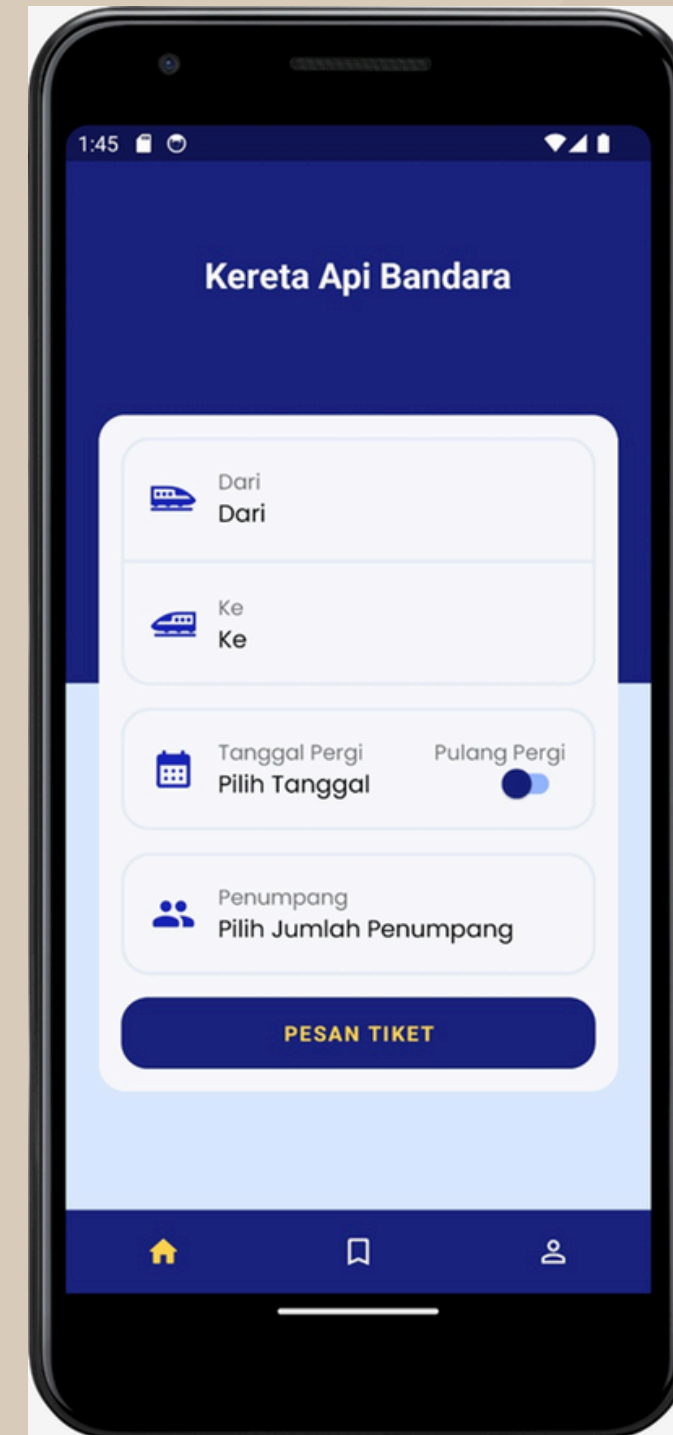 1:45
Kereta Api Bandara
Dari
Dari
Ke
Ke
Tanggal Pergi
Pulang Pergi
Pilih Tanggal
Penumpang
Pilih Jumlah Penumpang
PESAN TIKET